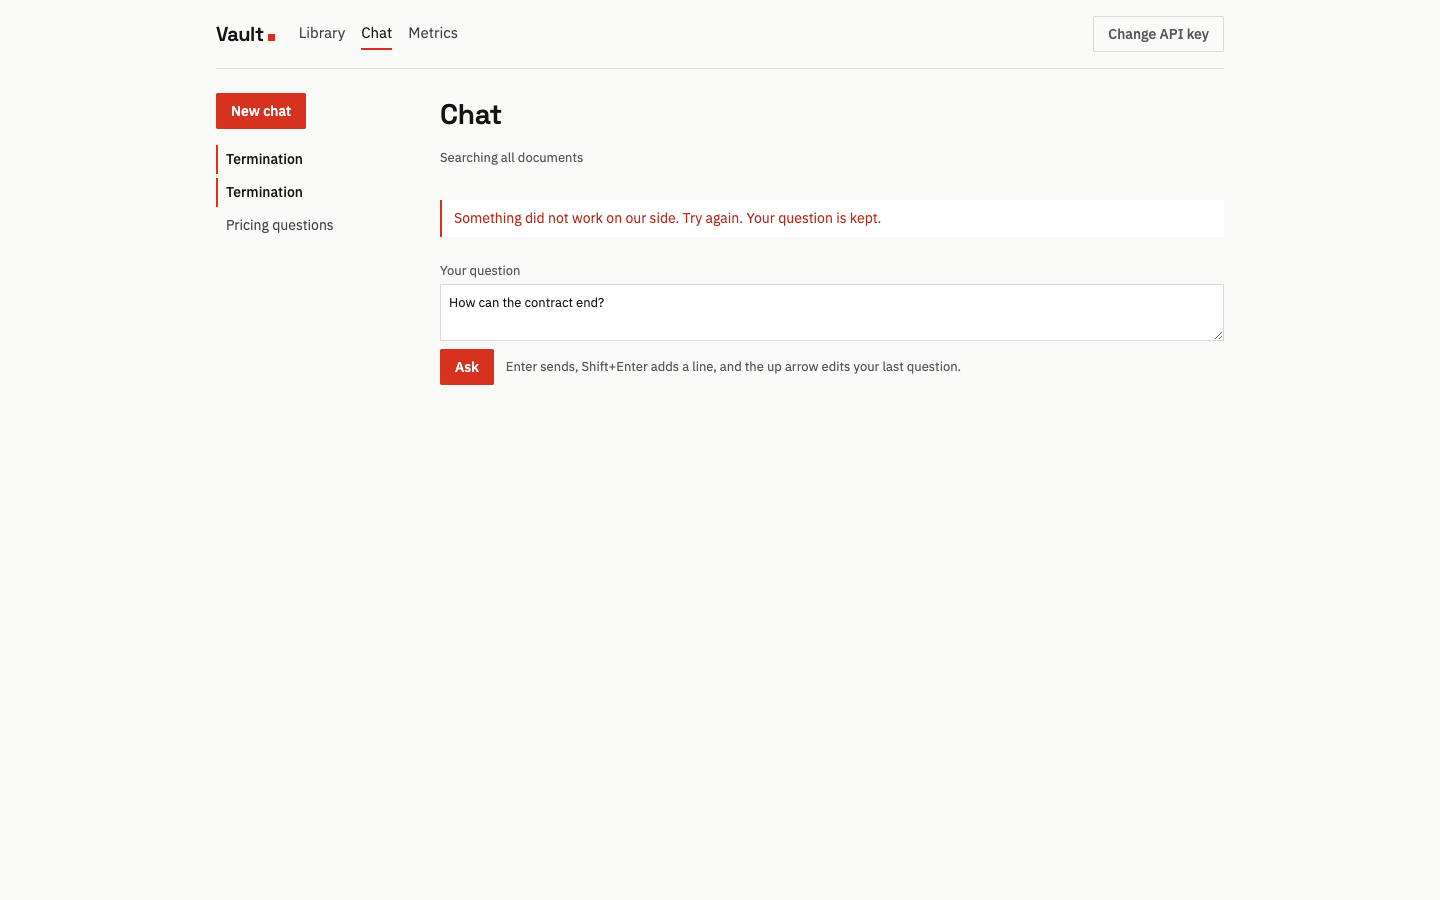 Vault
Library Chat Metrics
Change API key
New chat
Termination
Termination
Pricing questions
Chat
Searching all documents
Something did not work on our side. Try again. Your question is kept.
Your question
How can the contract end?
Ask
Enter sends, Shift+Enter adds a line, and the up arrow edits your last question.